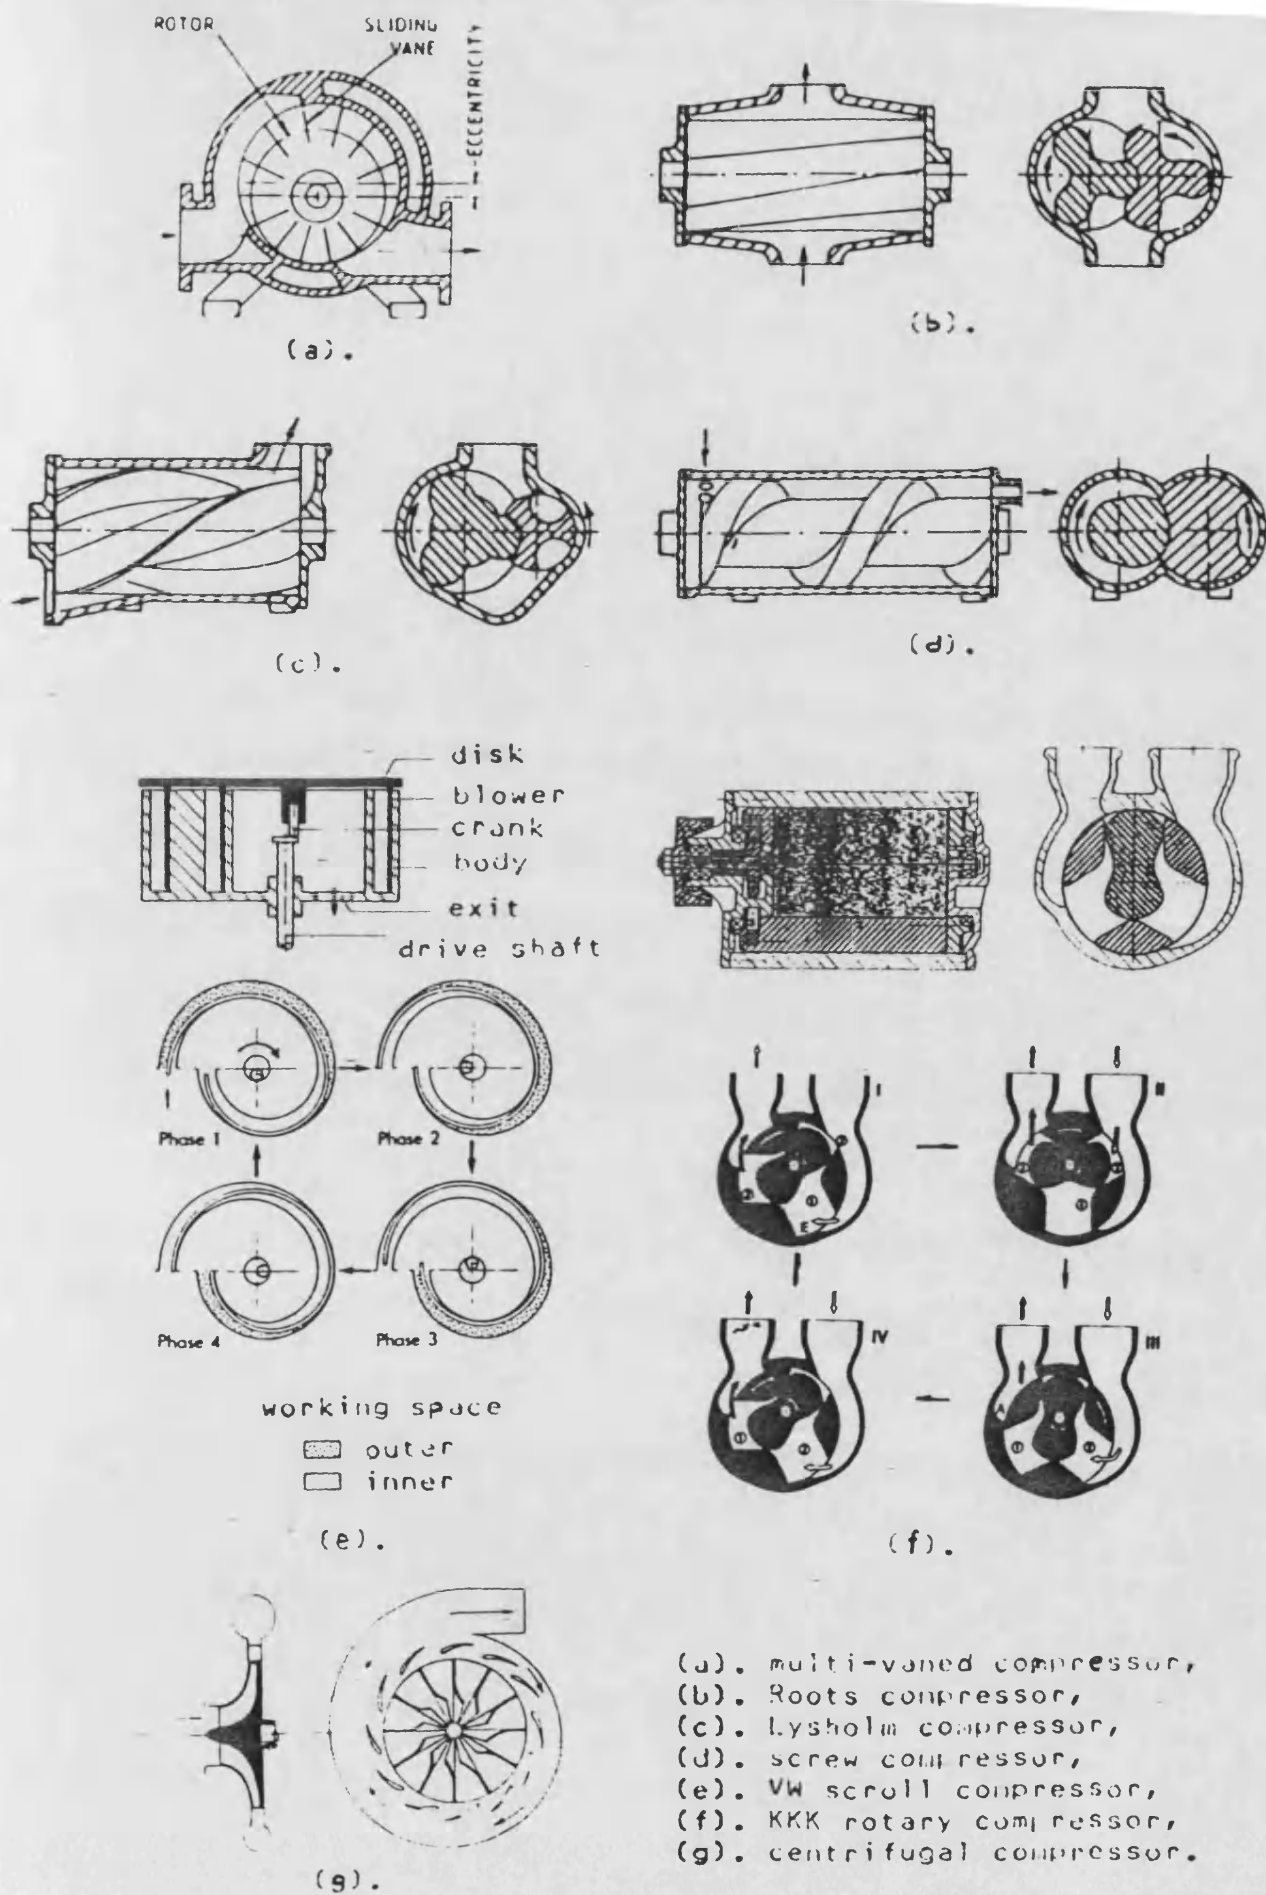 ROTOR
SLIDING
VANE
ECCENTRICITY
(a).
(b).
(c).
(d).
disk
blower
crank
body
exit
drive shaft
Phase 1
Phase 2
Phase 4
Phase 3
working space
outer
inner
(e).
I
II
E
IV
III
A
(f).
(g).
(a). multi-vaned compressor,
(b). Roots compressor,
(c). Lysholm compressor,
(d). screw compressor,
(e). VW scroll compressor,
(f). KKK rotary compressor,
(g). centrifugal compressor.